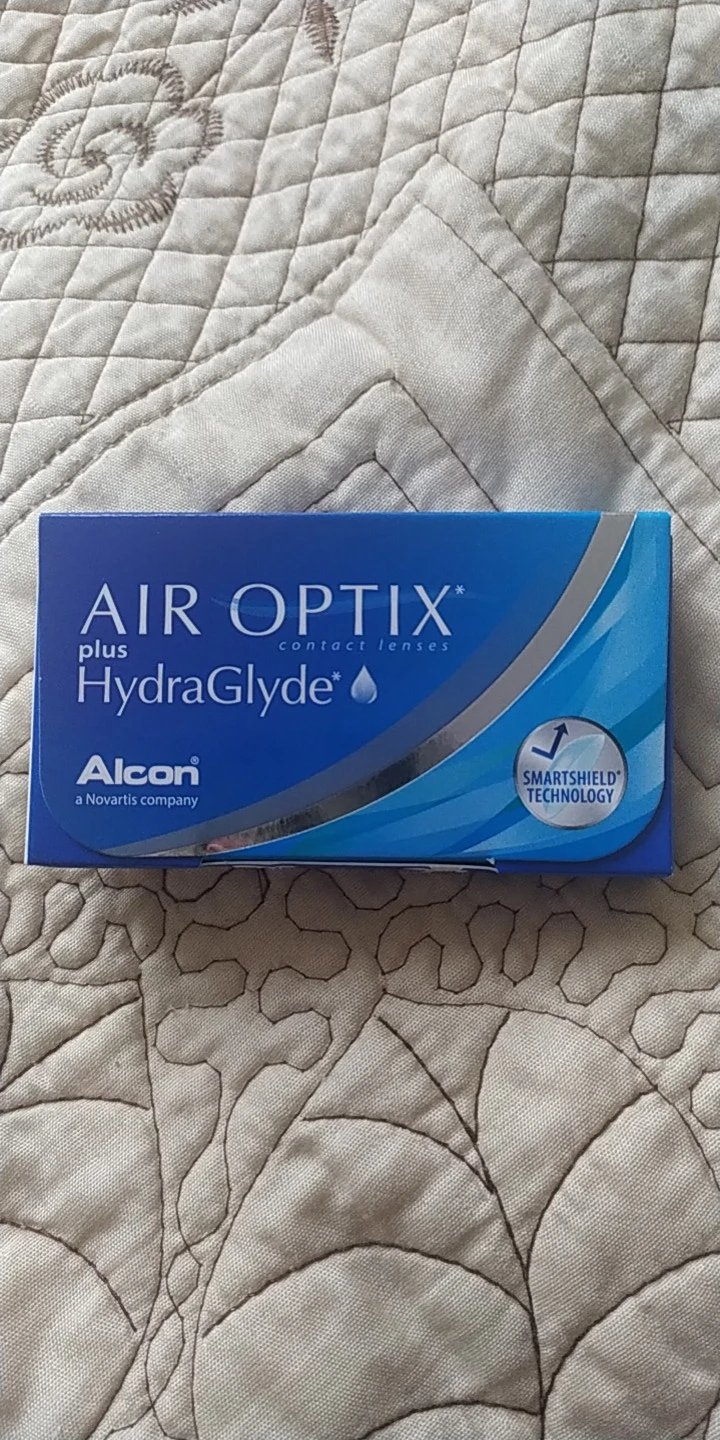 AIR OPTIX*
contact lenses
plus
HydraGlyde*
Alcon®
a Novartis company
SMARTSHIELD*
TECHNOLOGY